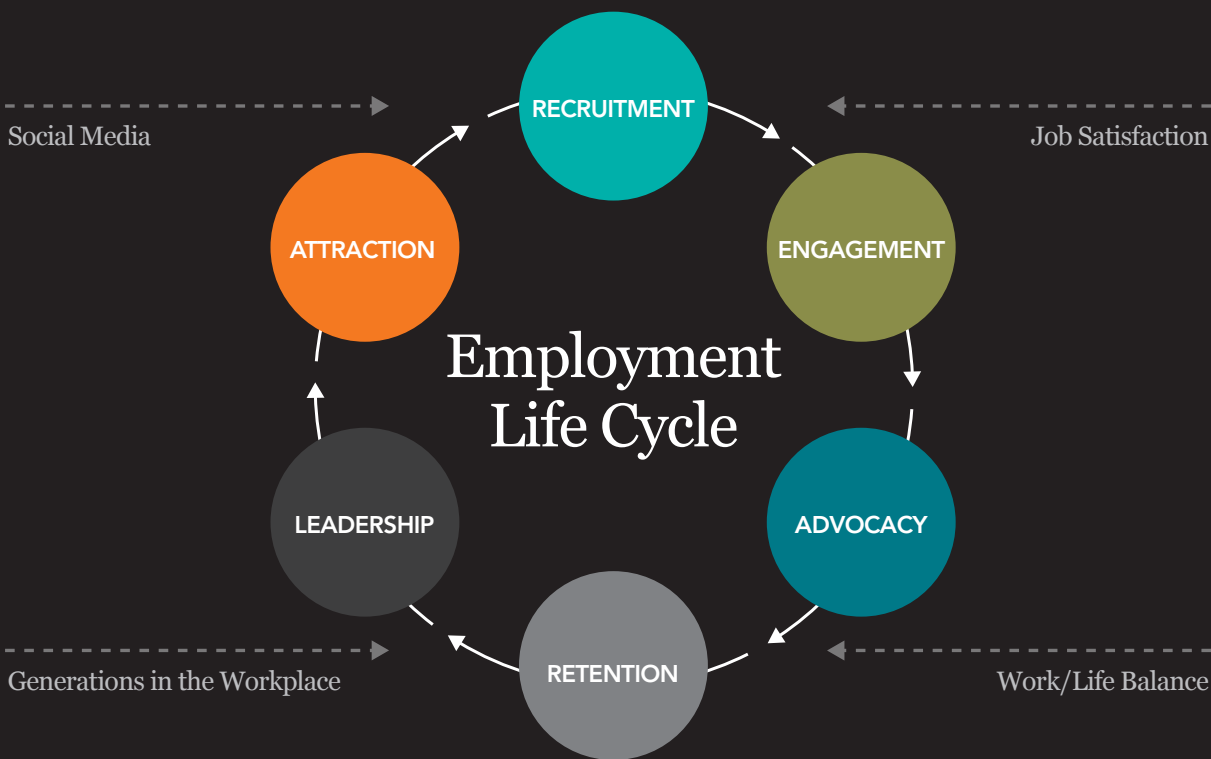 RECRUITMENT
Social Media
Job Satisfaction
ATTRACTION
ENGAGEMENT
Employment
Life Cycle
LEADERSHIP
ADVOCACY
RETENTION
Generations in the Workplace
Work/Life Balance